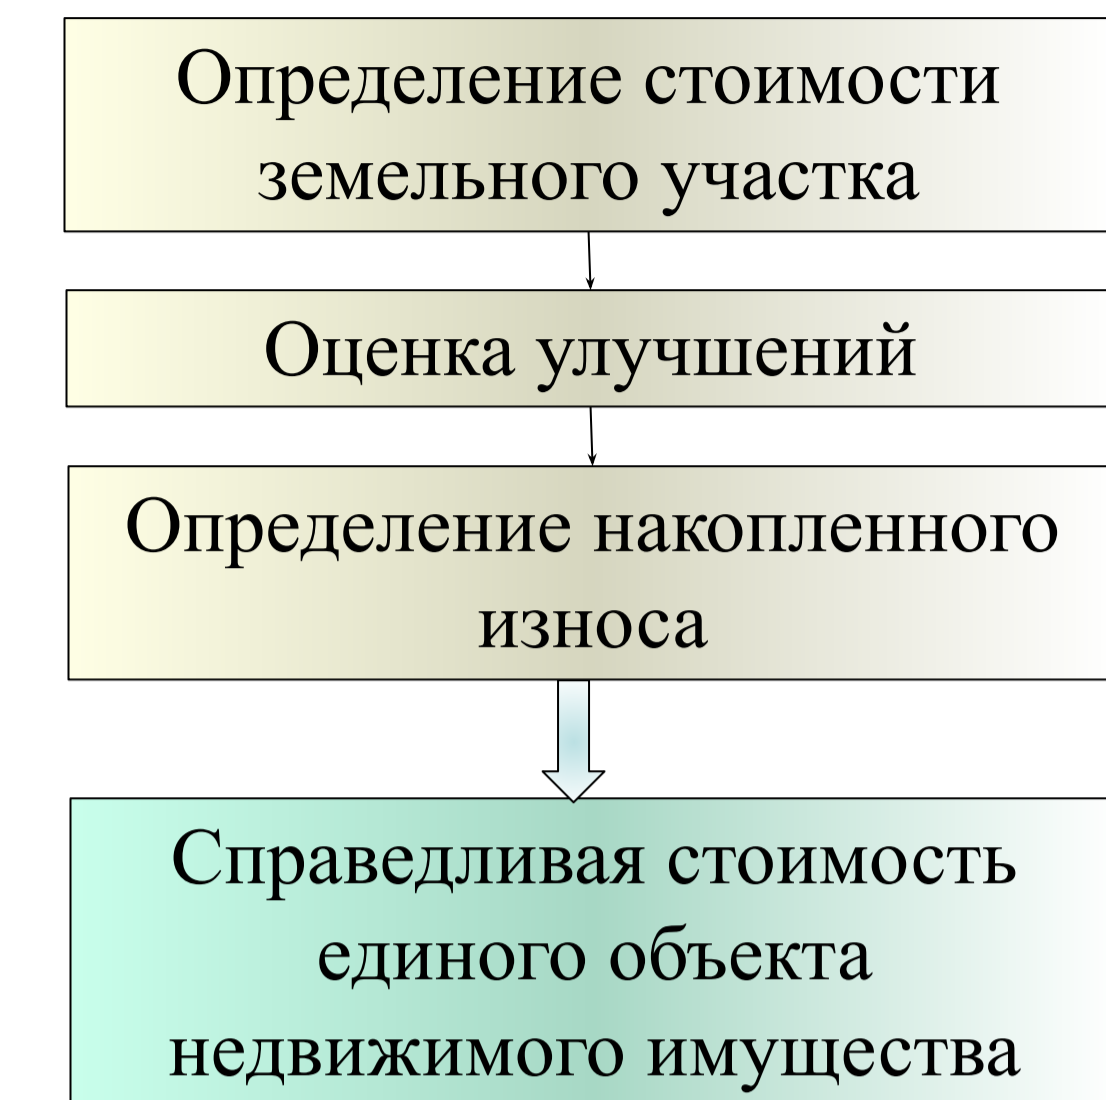 Определение стоимости
земельного участка
Оценка улучшений
Определение накопленного
износа
Справедливая стоимость
единого объекта
недвижимого имущества